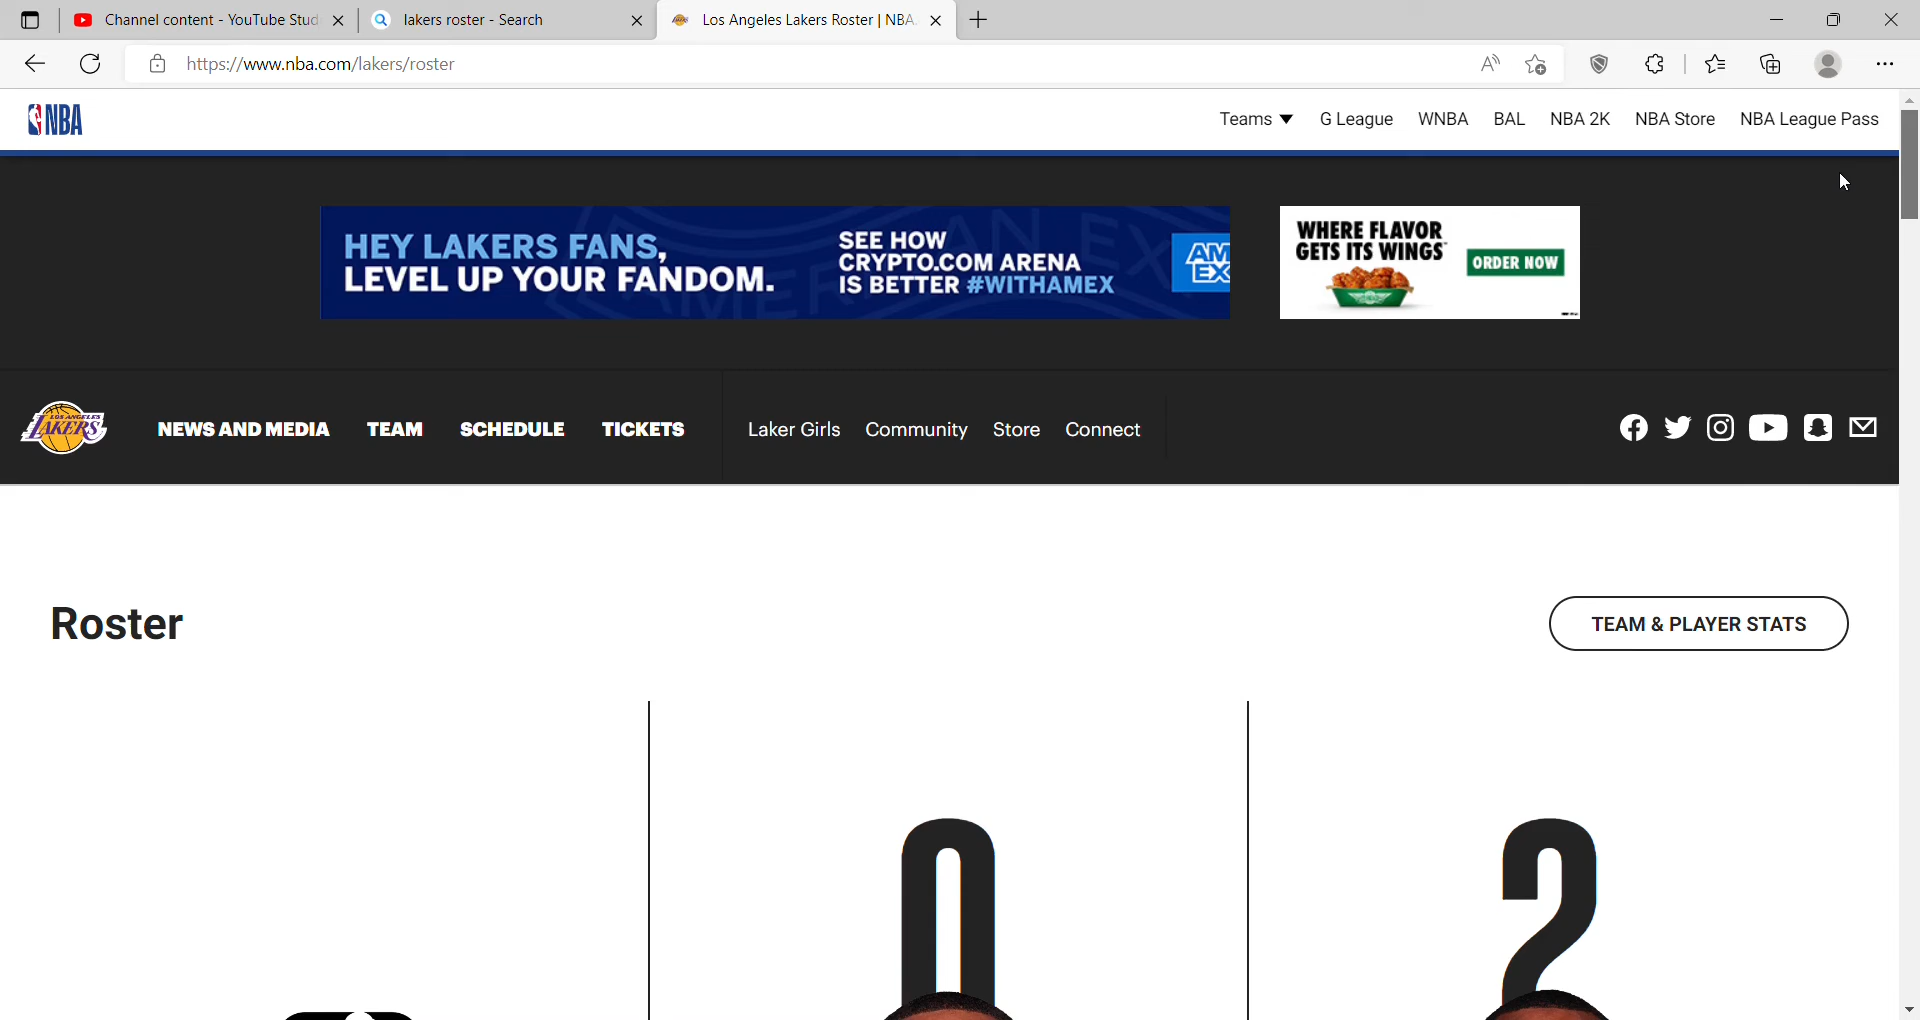 Channel content - YouTube Stud
lakers roster - Search
Los Angeles Lakers Roster | NBA.
https://www.nba.com/lakers/roster
NBA
Teams
G League
WNBA
BAL
NBA 2K
NBA Store
NBA League Pass
HEY LAKERS FANS,
LEVEL UP YOUR FANDOM.
SEE HOW
CRYPTO.COM ARENA
IS BETTER #WITHAMEX
AM
EX
WHERE FLAVOR
GETS ITS WINGS™
ORDER NOW
LOS ANGELES
LAKERS
NEWS AND MEDIA
TEAM
SCHEDULE
TICKETS
Laker Girls
Community
Store
Connect
Roster
TEAM & PLAYER STATS
0
2